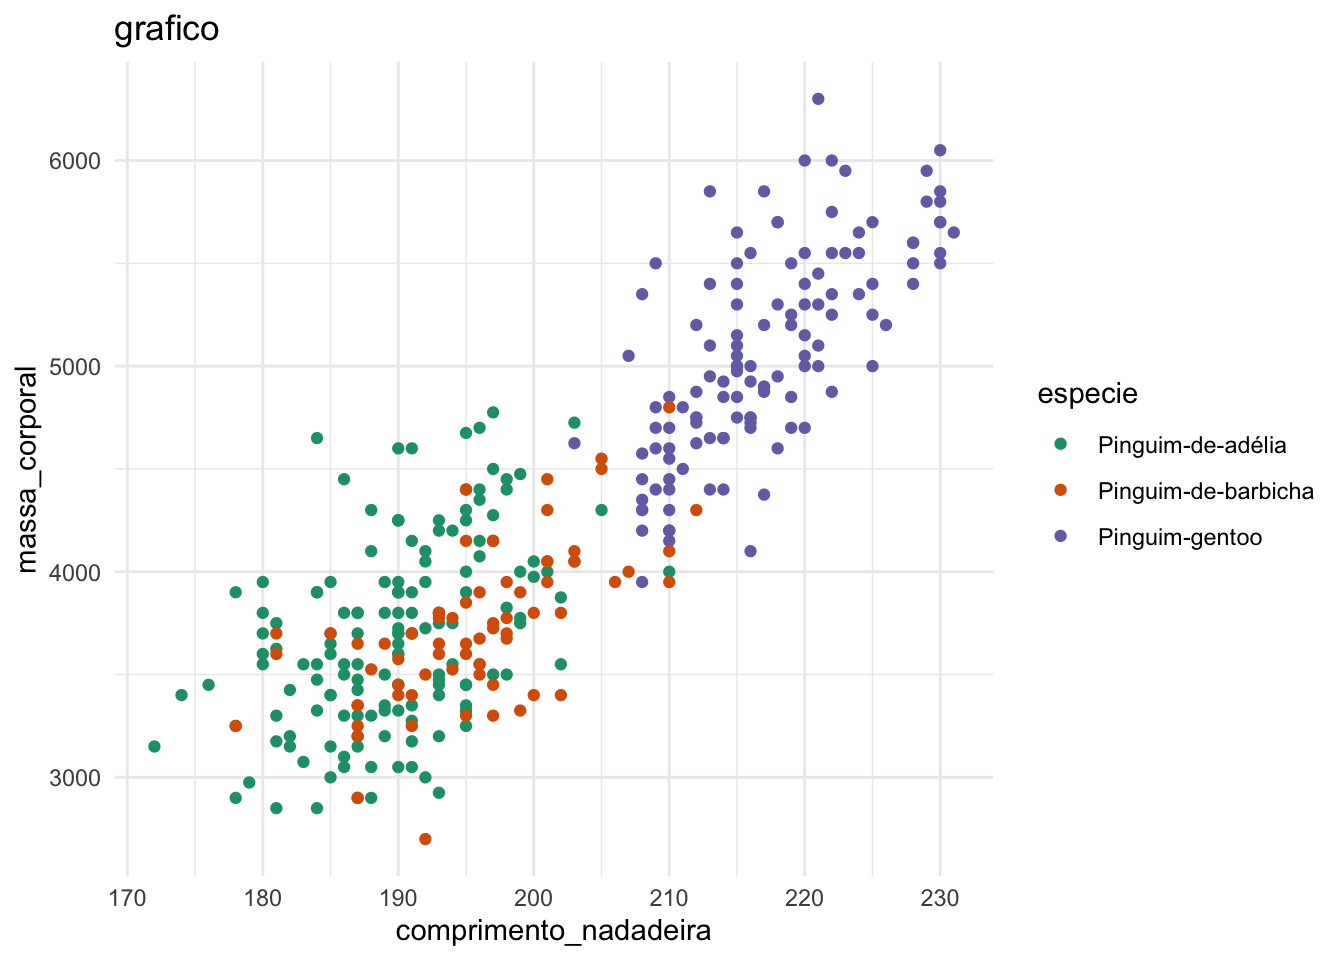 grafico
6000
5000
4000
3000
massa_corporal
170 180 190 200 210 220 230
comprimento_nadadeira
especie
Pinguim-de-adélia
Pinguim-de-barbicha
Pinguim-gentoo